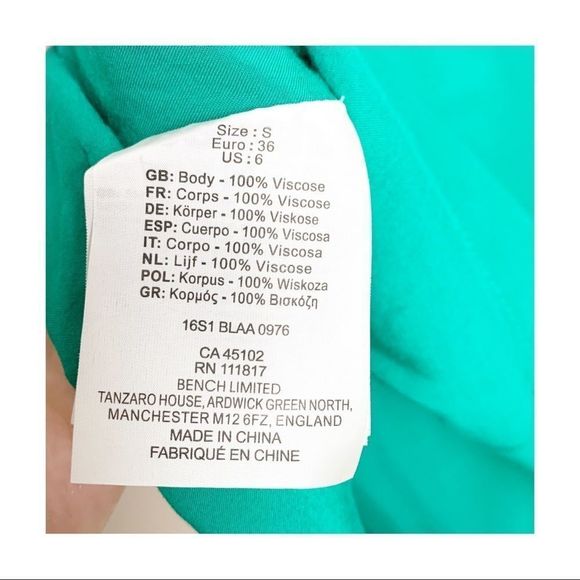 Size : S
Euro : 36
US : 6
GB: Body - 100% Viscose
FR: Corps - 100% Viscose
DE: Körper - 100% Viskose
ESP: Cuerpo - 100% Viscosa
IT: Corpo - 100% Viscosa
NL: Lijf - 100% Viscose
POL: Korpus - 100% Wiskoza
GR: Κορμός - 100% Βισκόζη
16S1 BLAA 0976
CA 45102
RN 111817
BENCH LIMITED
TANZARO HOUSE, ARDWICK GREEN NORTH,
MANCHESTER M12 6FZ, ENGLAND
MADE IN CHINA
FABRIQUÉ EN CHINE